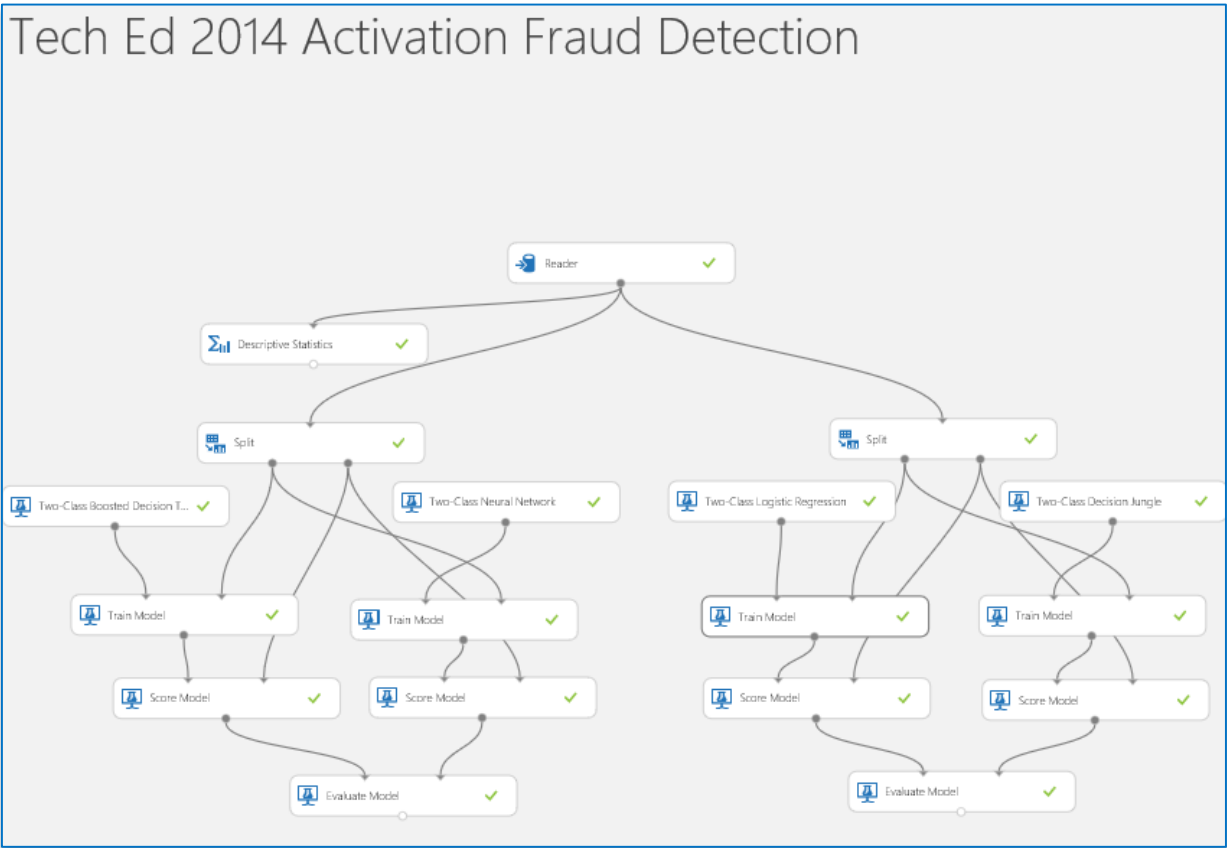 Tech Ed 2014 Activation Fraud Detection
Reader
Descriptive Statistics
Split
Split
Two-Class Boosted Decision T...
Two-Class Neural Network
Two-Class Logistic Regression
Two-Class Decision Jungle
Train Model
Train Model
Train Model
Train Model
Score Model
Score Model
Score Model
Score Model
Evaluate Model
Evaluate Model